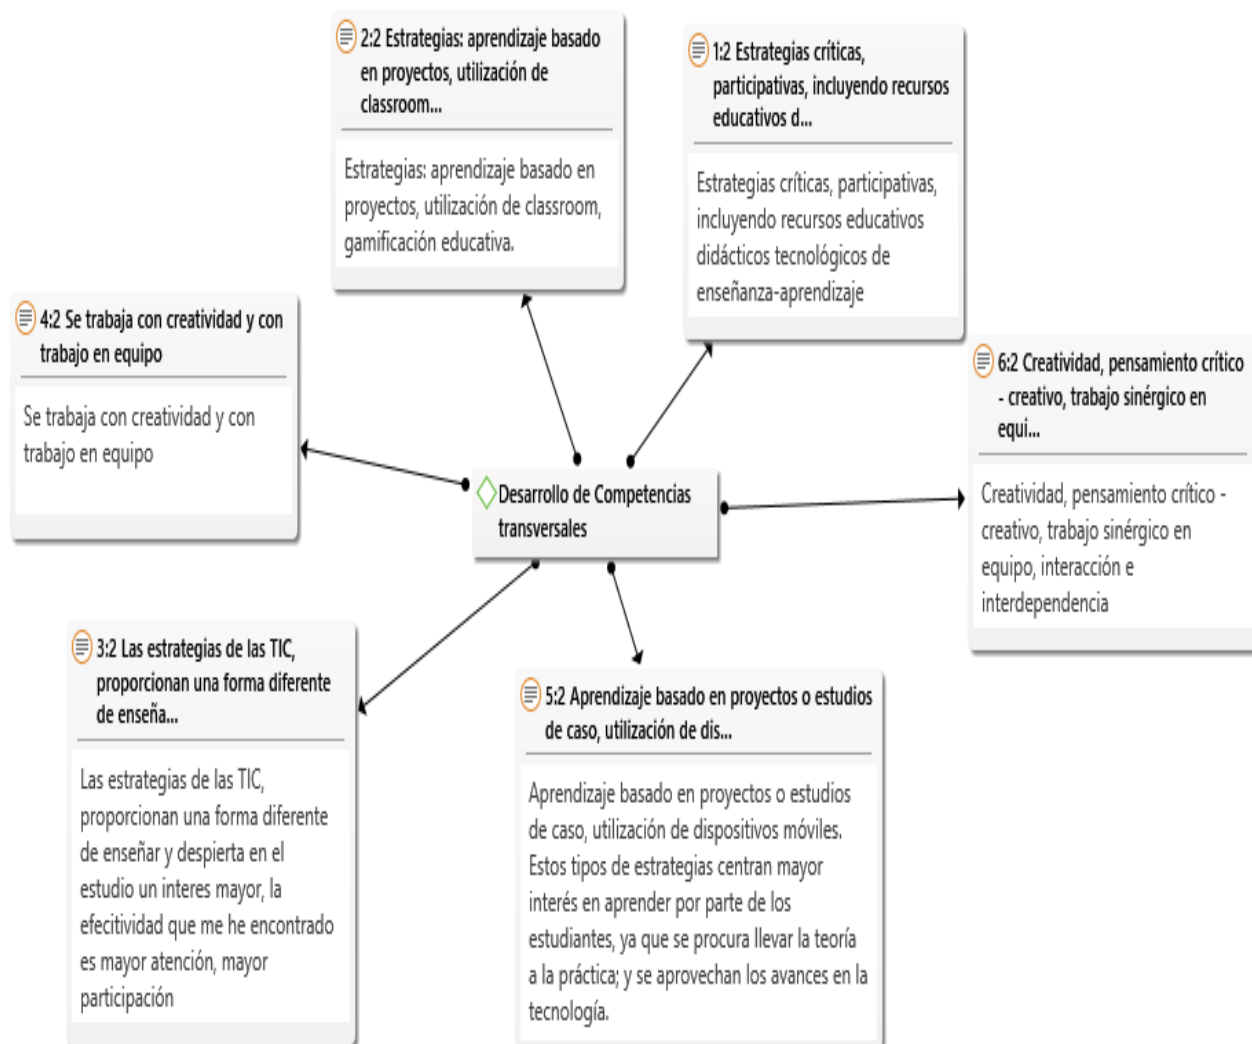 2:2 Estrategias: aprendizaje basado
en proyectos, utilización de
classroom...
Estrategias: aprendizaje basado en
proyectos, utilización de classroom,
gamificación educativa.
1:2 Estrategias críticas,
participativas, incluyendo recursos
educativos d...
Estrategias críticas, participativas,
incluyendo recursos educativos
didácticos tecnológicos de
enseñanza-aprendizaje
4:2 Se trabaja con creatividad y con
trabajo en equipo
Se trabaja con creatividad y con
trabajo en equipo
6:2 Creatividad, pensamiento crítico
- creativo, trabajo sinérgico en
equi...
Creatividad, pensamiento crítico -
creativo, trabajo sinérgico en
equipo, interacción e
interdependencia
Desarrollo de Competencias
transversales
3:2 Las estrategias de las TIC,
proporcionan una forma diferente
de enseña...
Las estrategias de las TIC,
proporcionan una forma diferente
de enseñar y despierta en el
estudio un interes mayor, la
efecitividad que me he encontrado
es mayor atención, mayor
participación
5:2 Aprendizaje basado en proyectos o estudios
de caso, utilización de dis...
Aprendizaje basado en proyectos o estudios
de caso, utilización de dispositivos móviles.
Estos tipos de estrategias centran mayor
interés en aprender por parte de los
estudiantes, ya que se procura llevar la teoría
a la práctica; y se aprovechan los avances en la
tecnología.